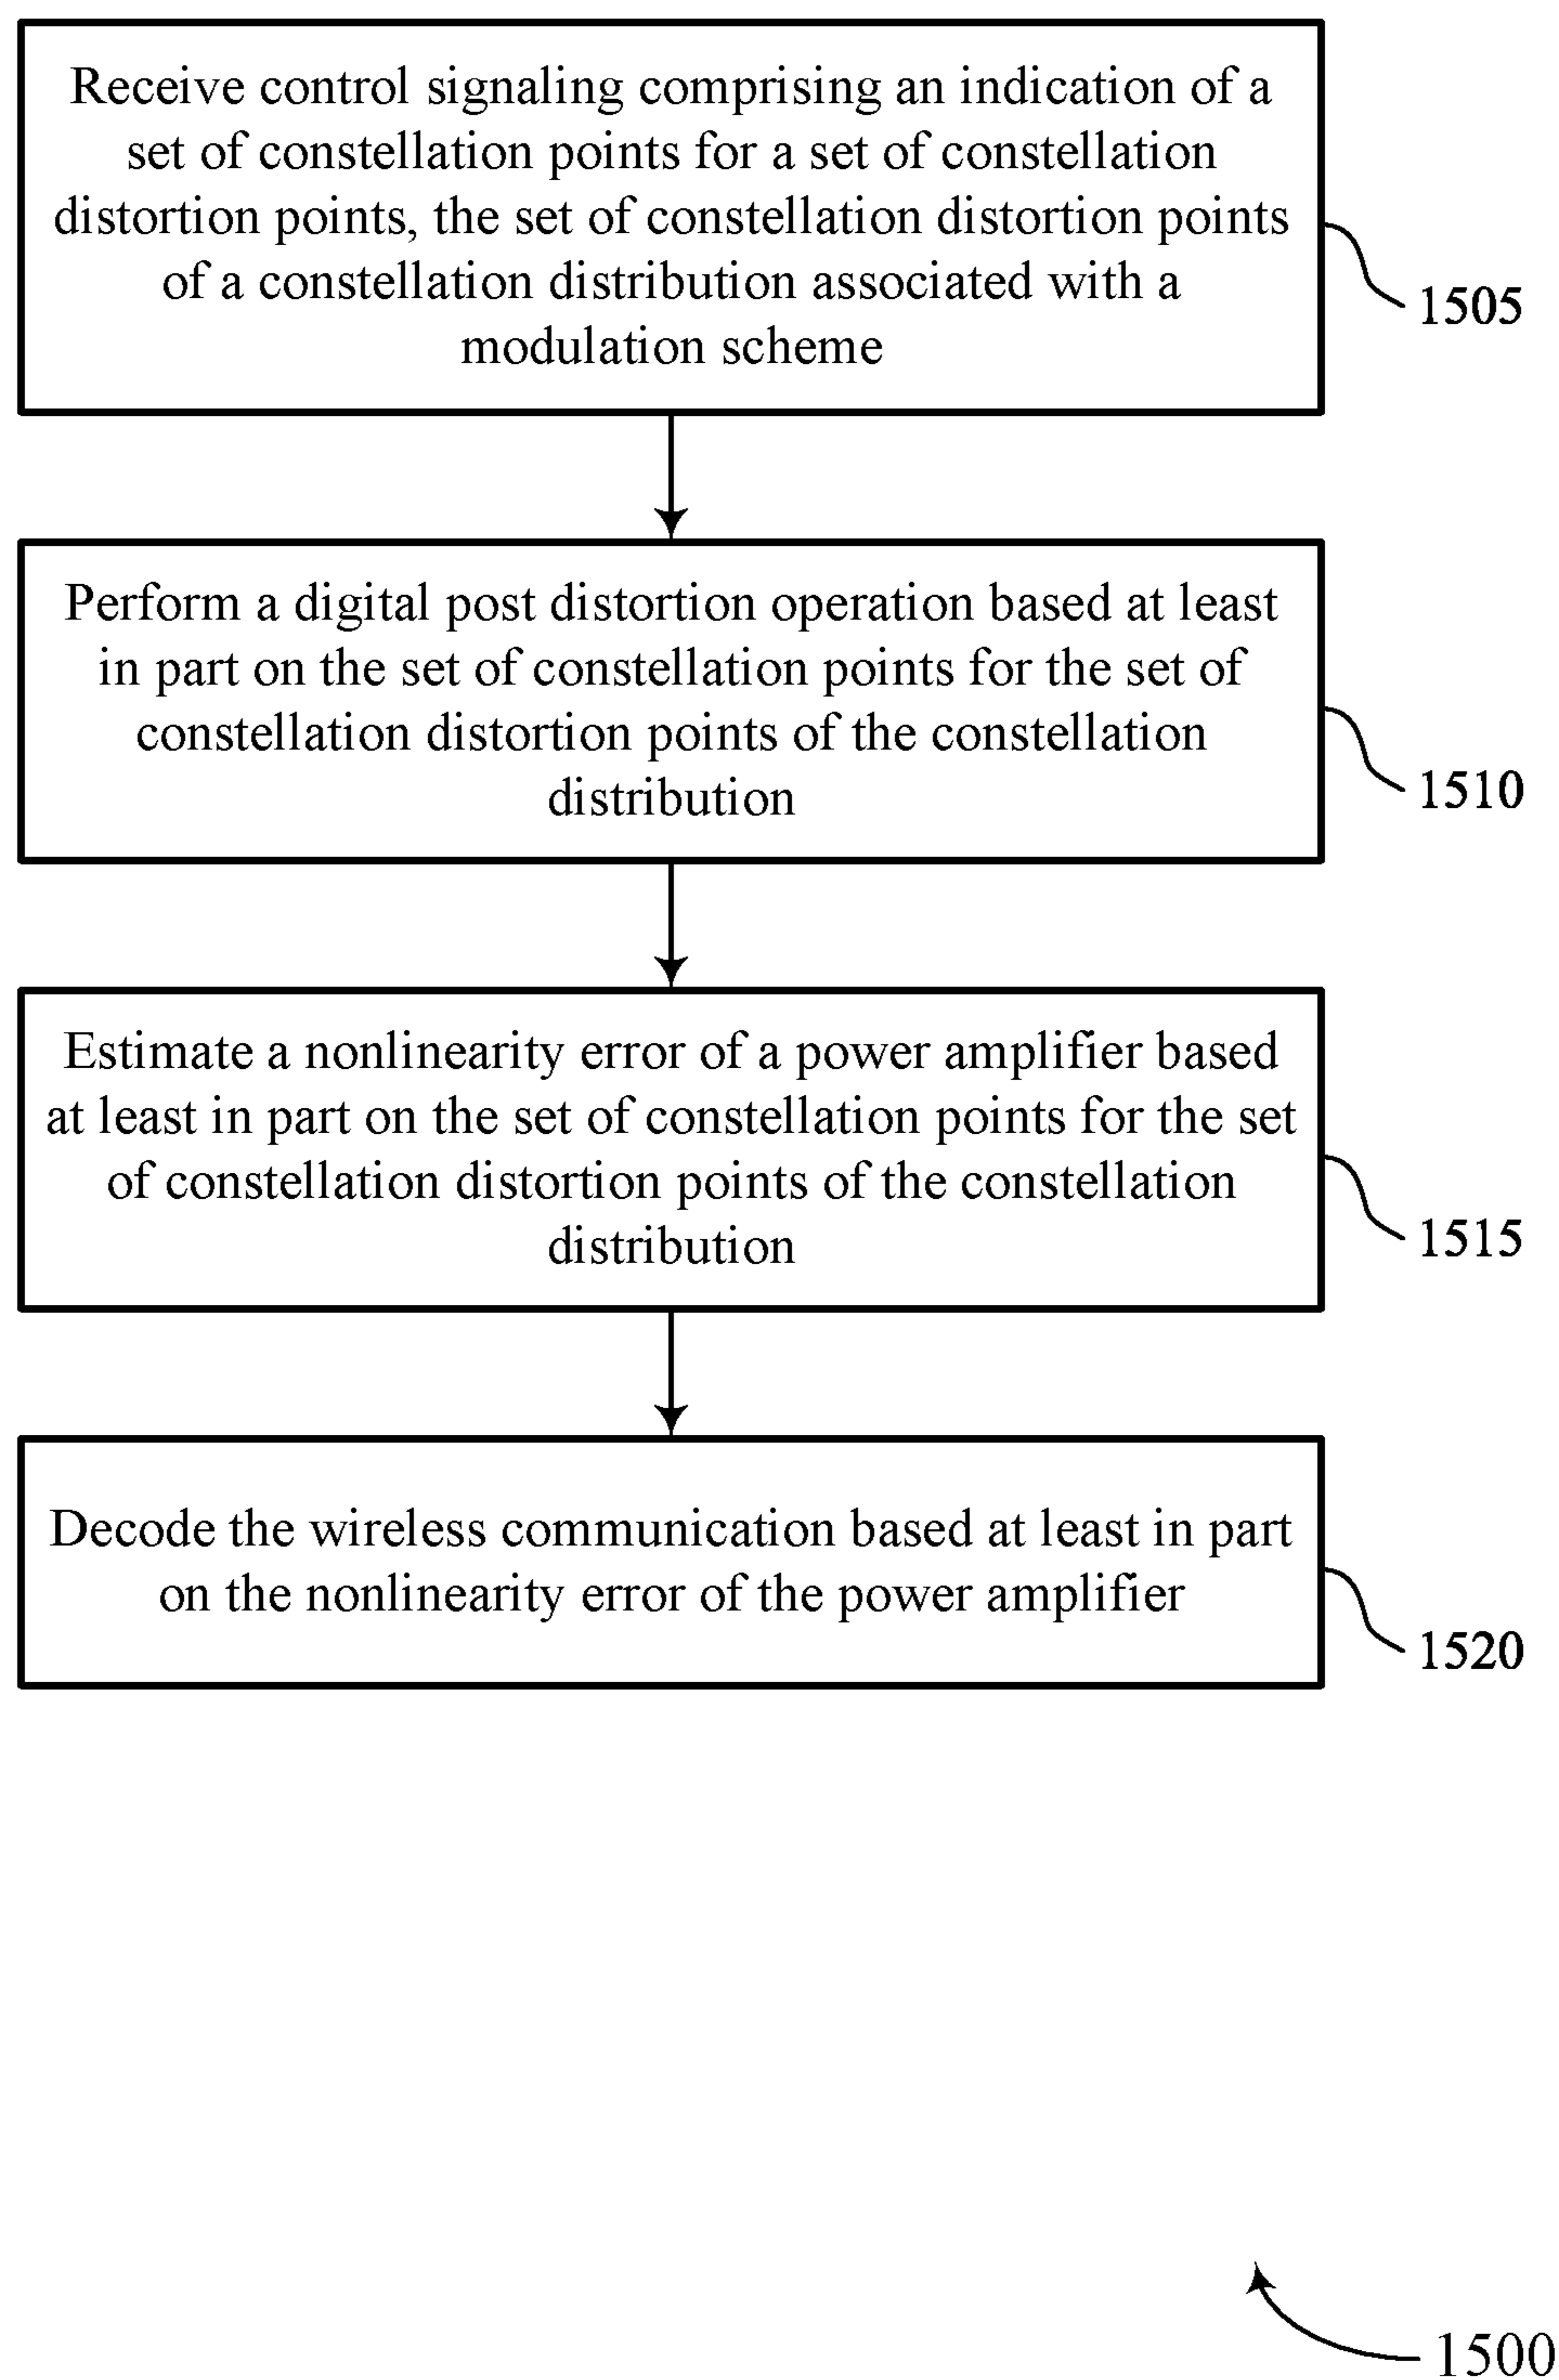 Receive control signaling comprising an indication of a
set of constellation points for a set of constellation
distortion points, the set of constellation distortion points
of a constellation distribution associated with a
modulation scheme
1505
Perform a digital post distortion operation based at least
in part on the set of constellation points for the set of
constellation distortion points of the constellation
distribution
1510
Estimate a nonlinearity error of a power amplifier based
at least in part on the set of constellation points for the set
of constellation distortion points of the constellation
distribution
1515
Decode the wireless communication based at least in part
on the nonlinearity error of the power amplifier
1520
1500